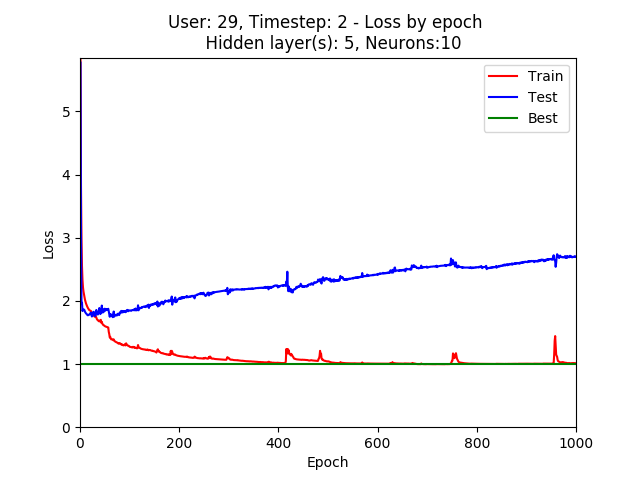 User: 29, Timestep: 2 - Loss by epoch
Hidden layer(s): 5, Neurons:10
Train
Test
Best
5
4
3
2
1
0
Loss
0 200 400 600 800 1000
Epoch